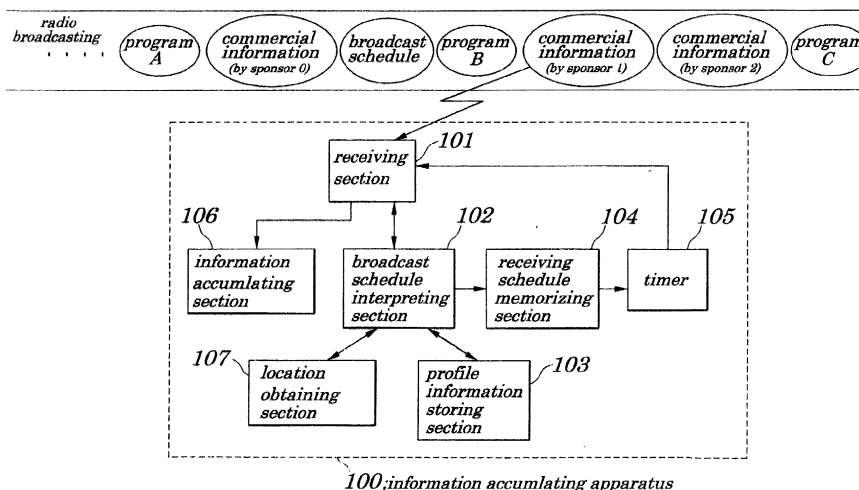 radio
broadcasting
. . . .
program
A
commercial
information
(by sponsor 0)
broadcast
schedule
program
B
commercial
information
(by sponsor 1)
commercial
information
(by sponsor 2)
program
C
101
receiving
section
106
information
accumlating
section
102
broadcast
schedule
interpreting
section
104
receiving
schedule
memorizing
section
105
timer
107
location
obtaining
section
103
profile
information
storing
section
100;information accumlating apparatus